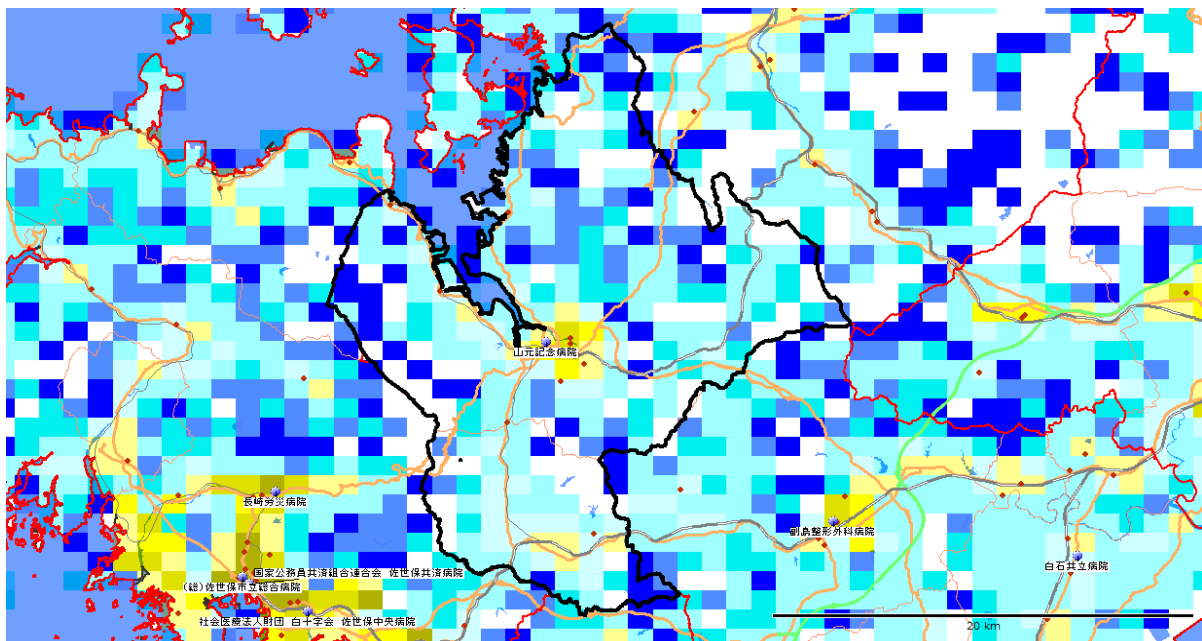 山元記念病院
長崎労災病院
副島整形外科病院
白石共立病院
国家公務員共済組合連合会 佐世保共済病院
(総)佐世保市立総合病院
社会医療法人財団 白十字会 佐世保中央病院
20 km